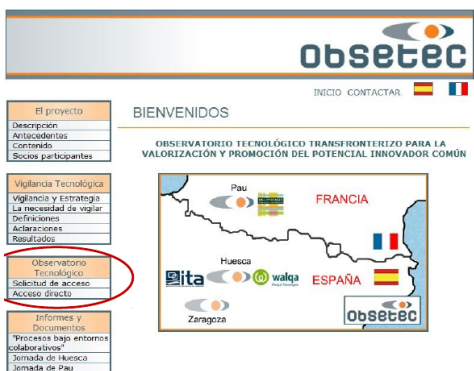 obsetec
INICIO CONTACTAR
El proyecto
Descripción
Antecedentes
Contenido
Socios participantes
Vigilancia Tecnológica
Vigilancia y Estrategia
La necesidad de vigilar
Definiciones
Aclaraciones
Resultados
Observatorio
Tecnológico
Solicitud de acceso
Acceso directo
Informes y
Documentos
"Procesos bajo entornos
colaborativos"
Jornada de Huesca
Jornada de Pau
BIENVENIDOS
OBSERVATORIO TECNOLÓGICO TRANSFRONTERIZO PARA LA
VALORIZACIÓN Y PROMOCIÓN DEL POTENCIAL INNOVADOR COMÚN
Pau
FRANCIA
Huesca
ita
walqa
ESPAÑA
Zaragoza
obsetec